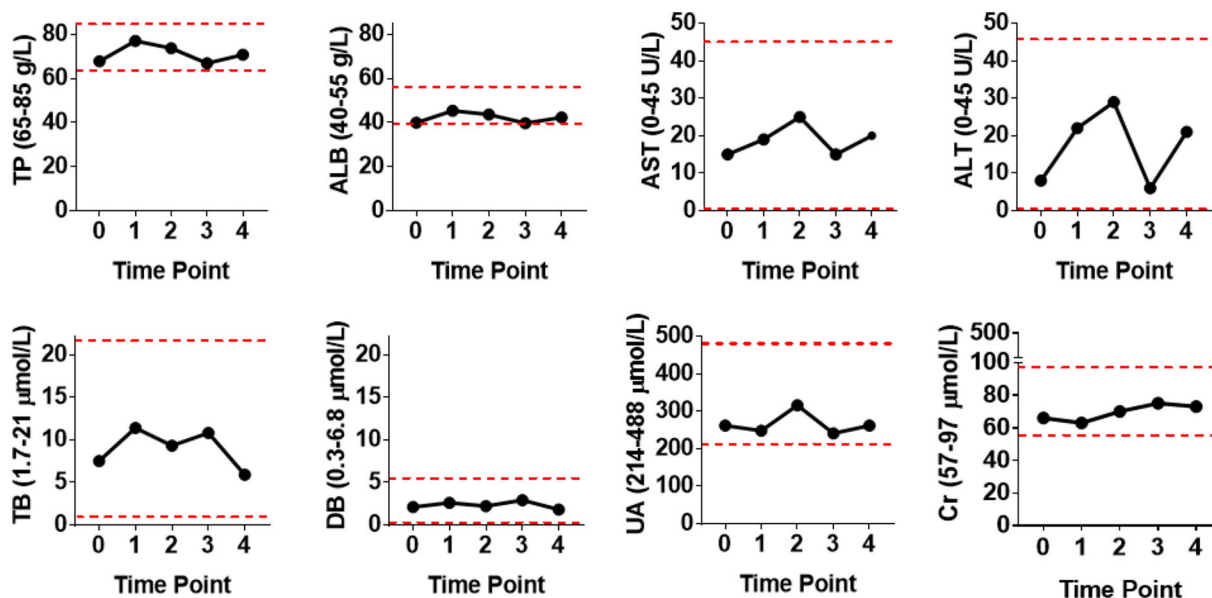 TP (65-85 g/L)
80
60
40
20
0
0 1 2 3 4
Time Point
ALB (40-55 g/L)
80
60
40
20
0
0 1 2 3 4
Time Point
AST (0-45 U/L)
50
40
30
20
10
0
0 1 2 3 4
Time Point
ALT (0-45 U/L)
50
40
30
20
10
0
0 1 2 3 4
Time Point
TB (1.7-21 μmol/L)
20
15
10
5
0
0 1 2 3 4
Time Point
DB (0.3-6.8 μmol/L)
20
15
10
5
0
0 1 2 3 4
Time Point
UA (214-488 μmol/L)
500
400
300
200
100
0
0 1 2 3 4
Time Point
Cr (57-97 μmol/L)
500
100
80
60
40
20
0
0 1 2 3 4
Time Point